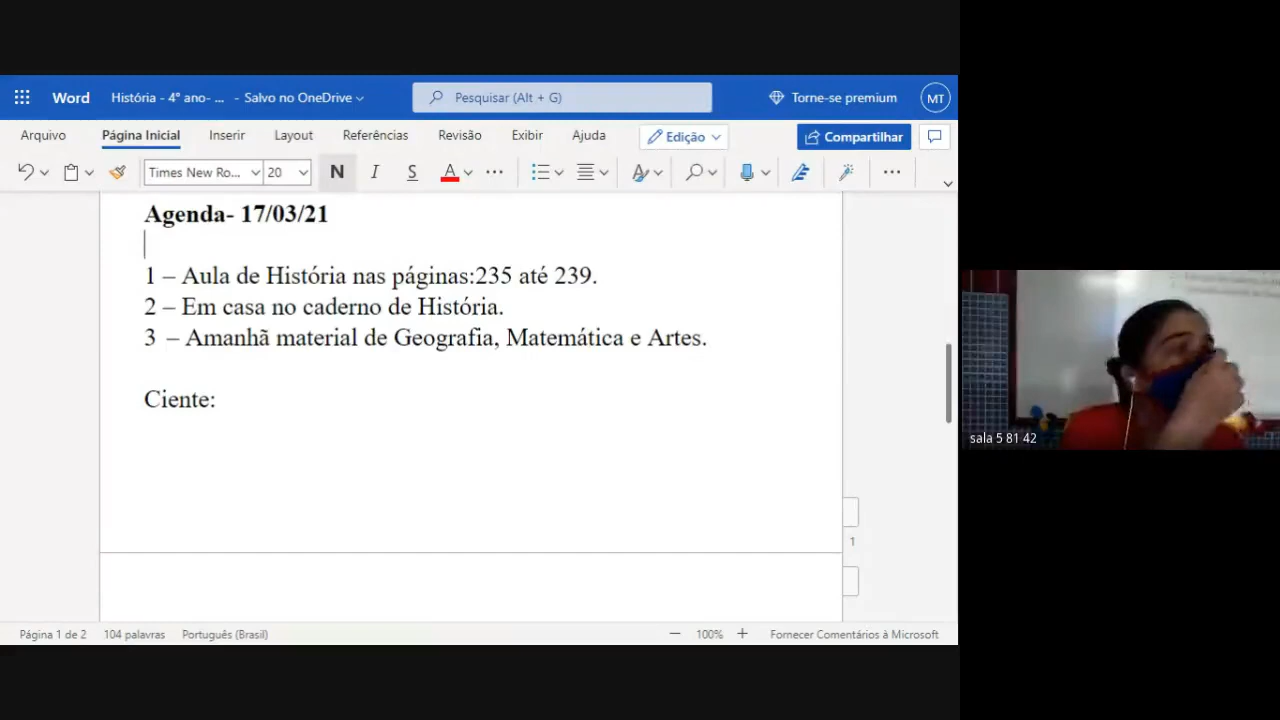 Word História - 4° ano- ... - Salvo no OneDrive Pesquisar (Alt + G) Torne-se premium MT
Arquivo Página Inicial Inserir Layout Referências Revisão Exibir Ajuda Edição Compartilhar
Times New Ro... 20 N I S A ...
Agenda- 17/03/21
1 – Aula de História nas páginas:235 até 239.
2 – Em casa no caderno de História.
3 – Amanhã material de Geografia, Matemática e Artes.
Ciente:
1
Página 1 de 2 104 palavras Português (Brasil) — 100% + Fornecer Comentários à Microsoft
sala 5 81 42